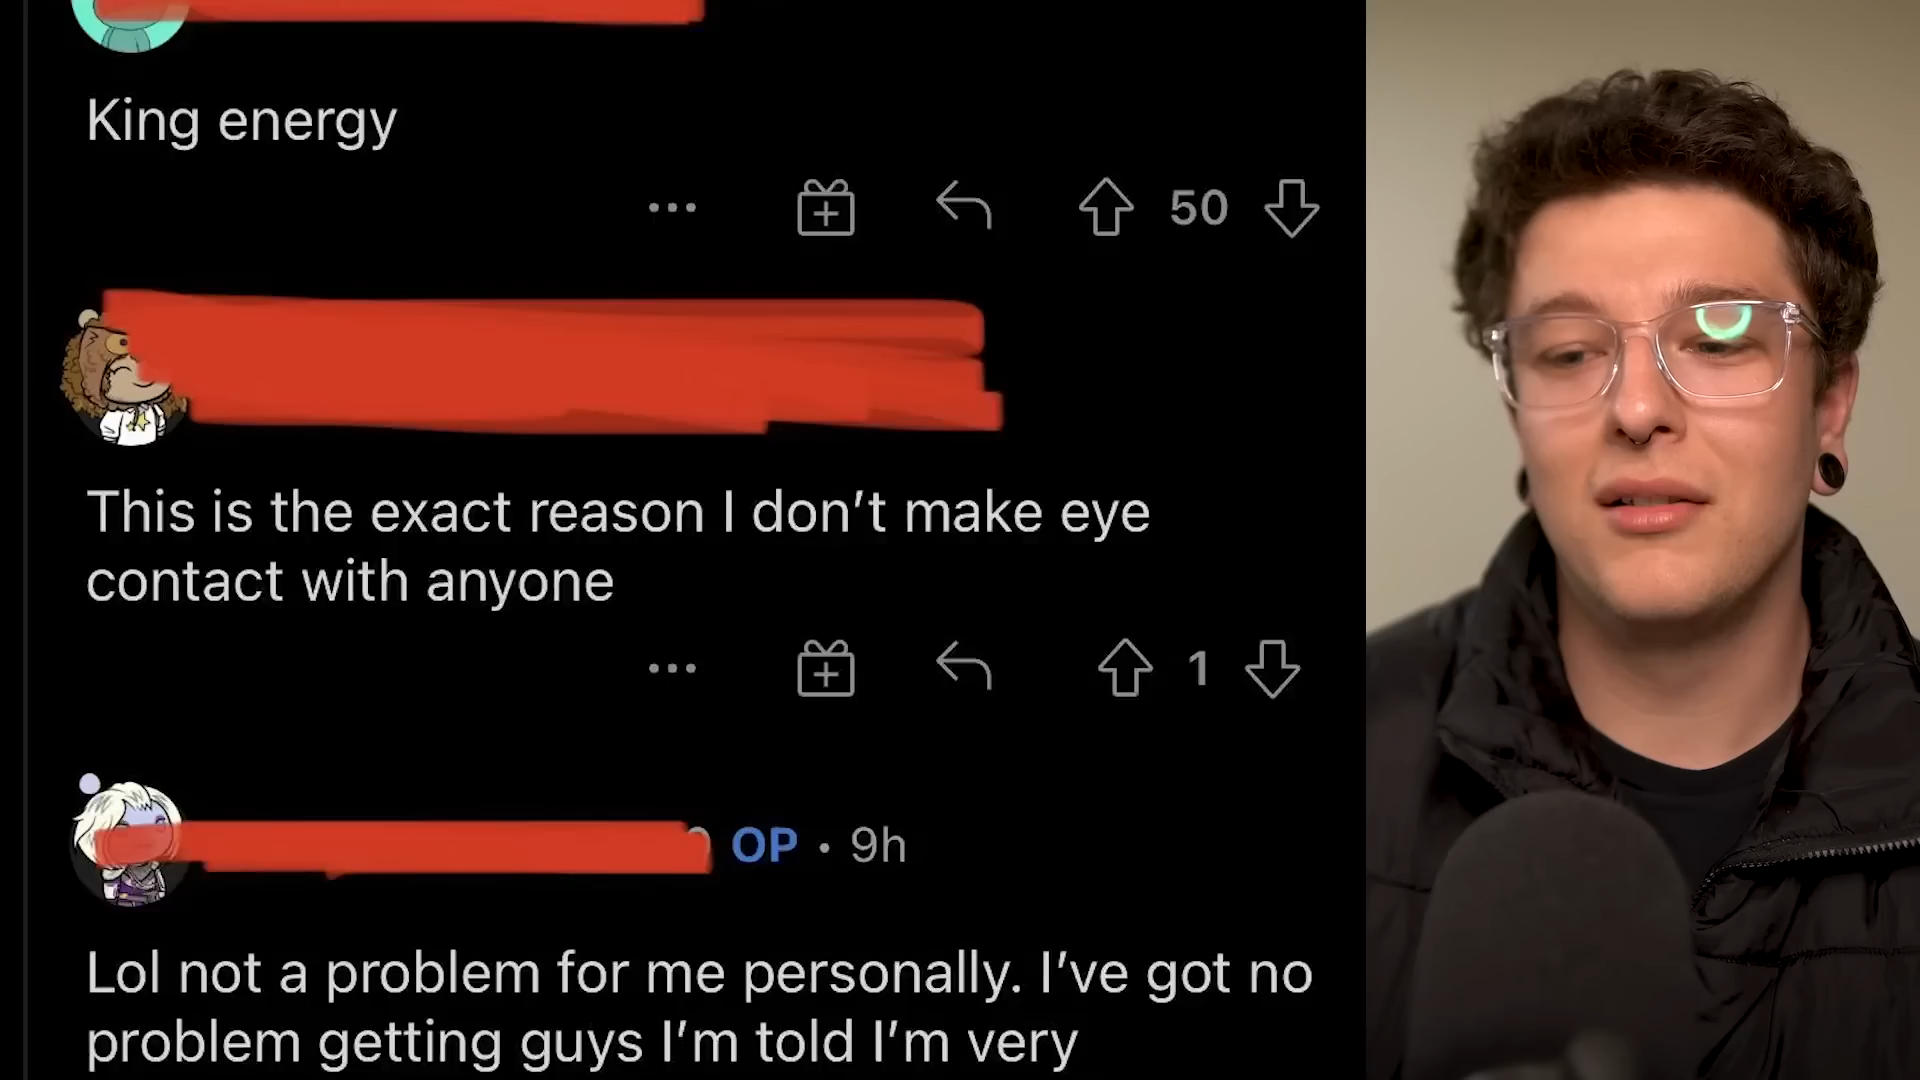 King energy
50
This is the exact reason I don’t make eye
contact with anyone
1
OP • 9h
Lol not a problem for me personally. I’ve got no
problem getting guys I’m told I’m very